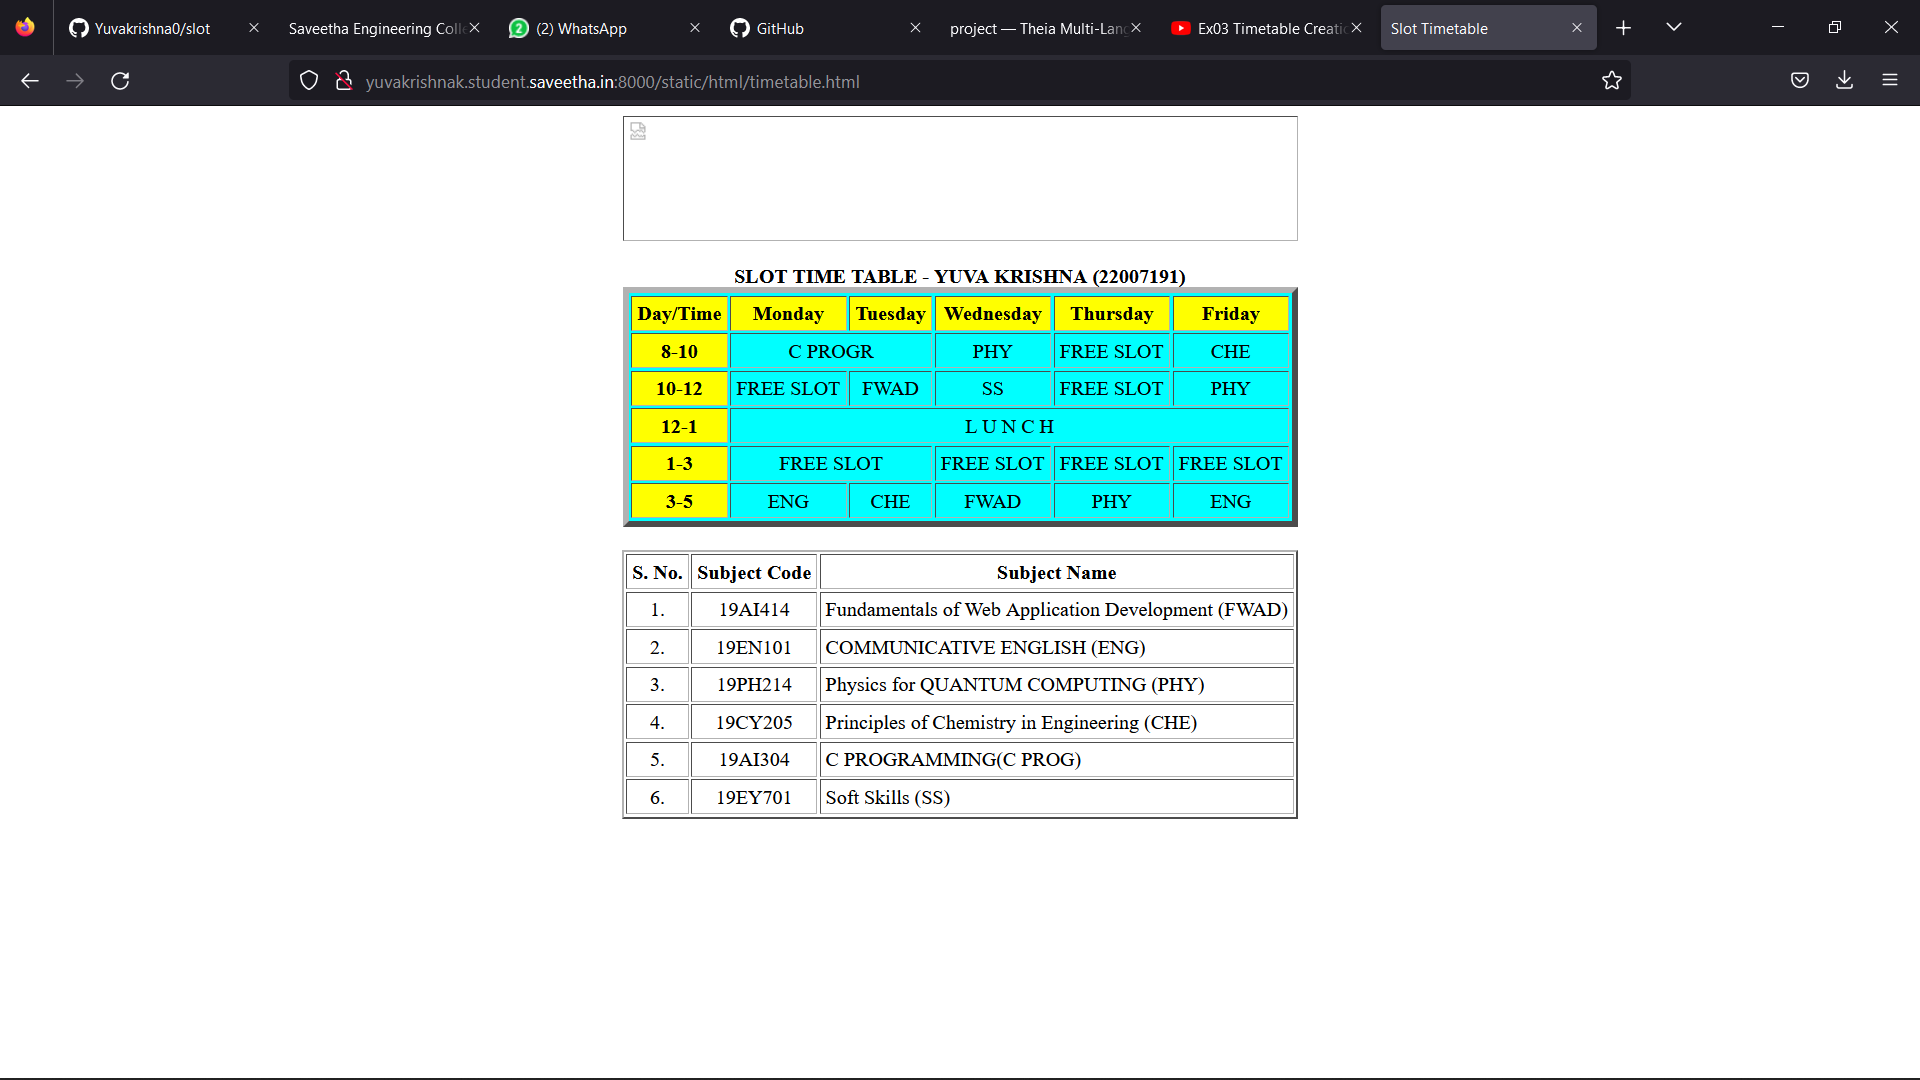 Yuvakrishna0/slot
Saveetha Engineering Coll
(2) WhatsApp
GitHub
project — Theia Multi-Lang
Ex03 Timetable Creati
Slot Timetable
yuvakrishnak.student.saveetha.in:8000/static/html/timetable.html
SLOT TIME TABLE - YUVA KRISHNA (22007191)
Day/Time Monday Tuesday Wednesday Thursday Friday
8-10 C PROGR PHY FREE SLOT CHE
10-12 FREE SLOT FWAD SS FREE SLOT PHY
12-1 L U N C H
1-3 FREE SLOT FREE SLOT FREE SLOT FREE SLOT
3-5 ENG CHE FWAD PHY ENG
S. No. Subject Code Subject Name
1. 19AI414 Fundamentals of Web Application Development (FWAD)
2. 19EN101 COMMUNICATIVE ENGLISH (ENG)
3. 19PH214 Physics for QUANTUM COMPUTING (PHY)
4. 19CY205 Principles of Chemistry in Engineering (CHE)
5. 19AI304 C PROGRAMMING(C PROG)
6. 19EY701 Soft Skills (SS)